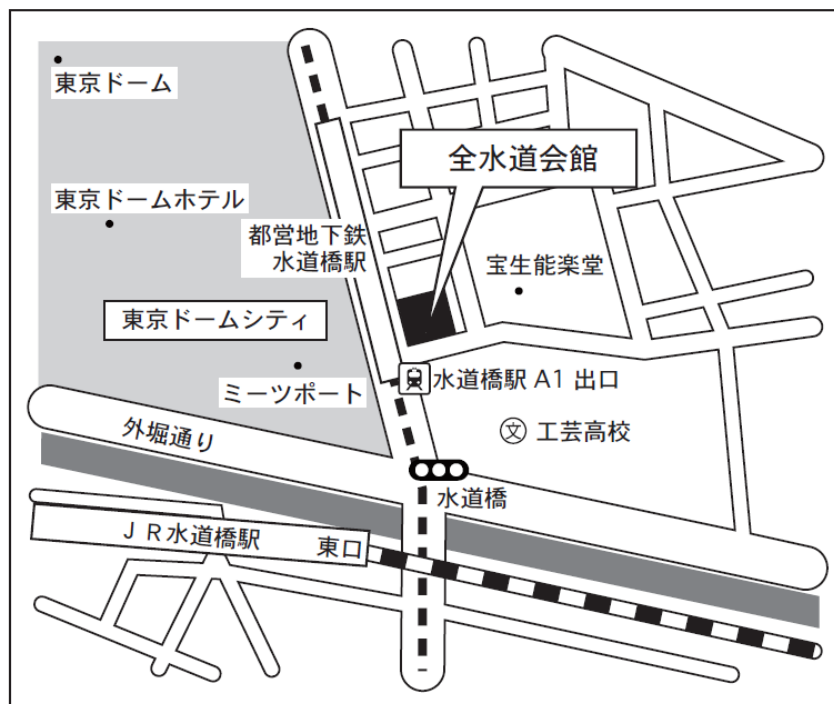 東京ドーム
全水道会館
東京ドームホテル
都営地下鉄
水道橋駅
宝生能楽堂
東京ドームシティ
ミーツポート
水道橋駅 A1 出口
外堀通り
文 工芸高校
水道橋
JR水道橋駅 東口